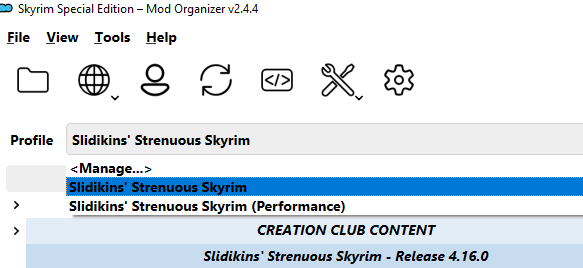 Skyrim Special Edition – Mod Organizer v2.4.4
File View Tools Help
Profile Slidikins' Strenuous Skyrim
<Manage...>
Slidikins' Strenuous Skyrim
Slidikins' Strenuous Skyrim (Performance)
CREATION CLUB CONTENT
Slidikins' Strenuous Skyrim - Release 4.16.0